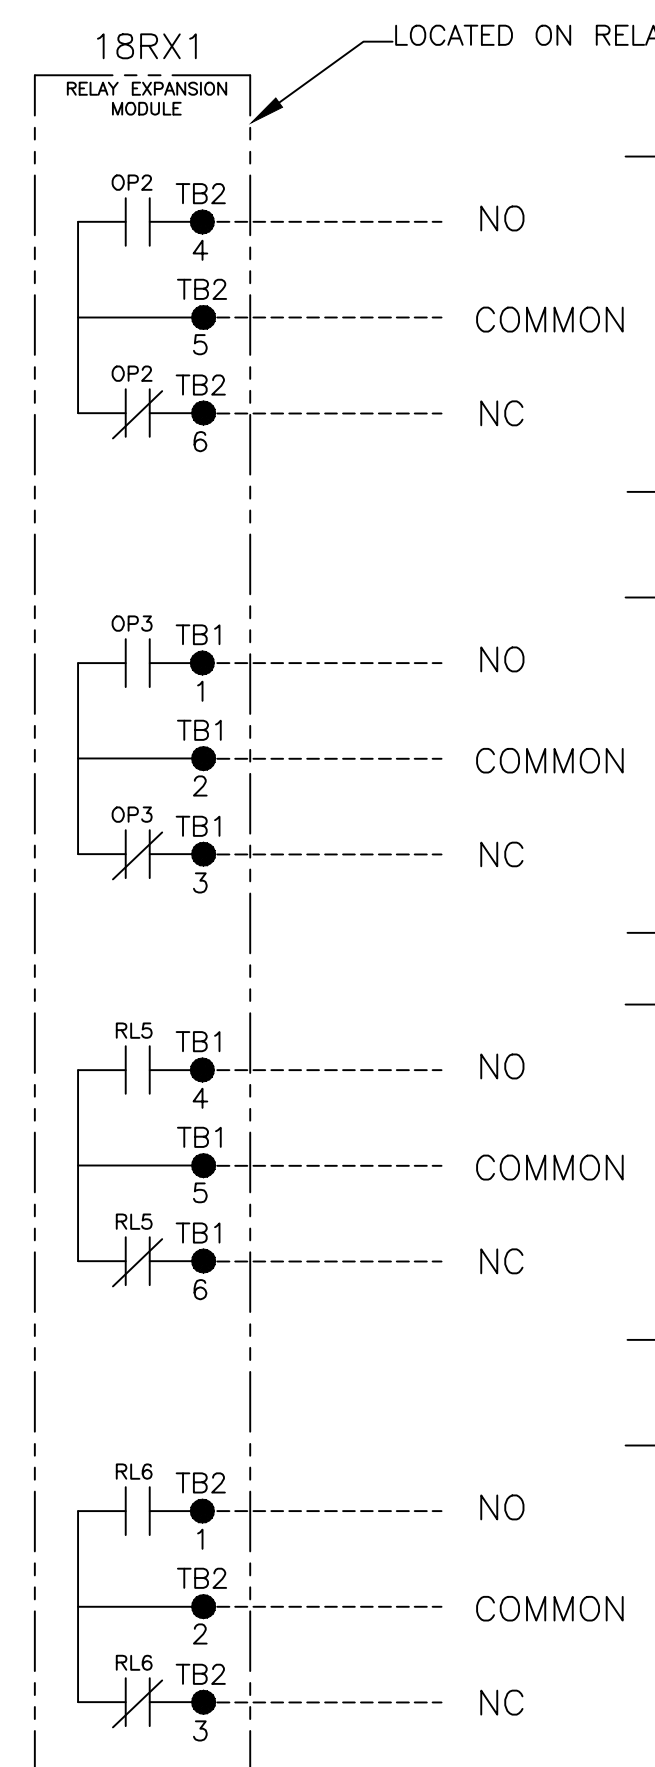 18RX1
LOCATED ON
RELAY EXPANSION
MODULE
OP2
TB2
4
NO
TB2
5
COMMON
OP2
TB2
6
NC
OP3
TB1
1
NO
TB1
2
COMMON
OP3
TB1
3
NC
RL5
TB1
4
NO
TB1
5
COMMON
RL5
TB1
6
NC
RL6
TB2
1
NO
TB2
2
COMMON
RL6
TB2
3
NC